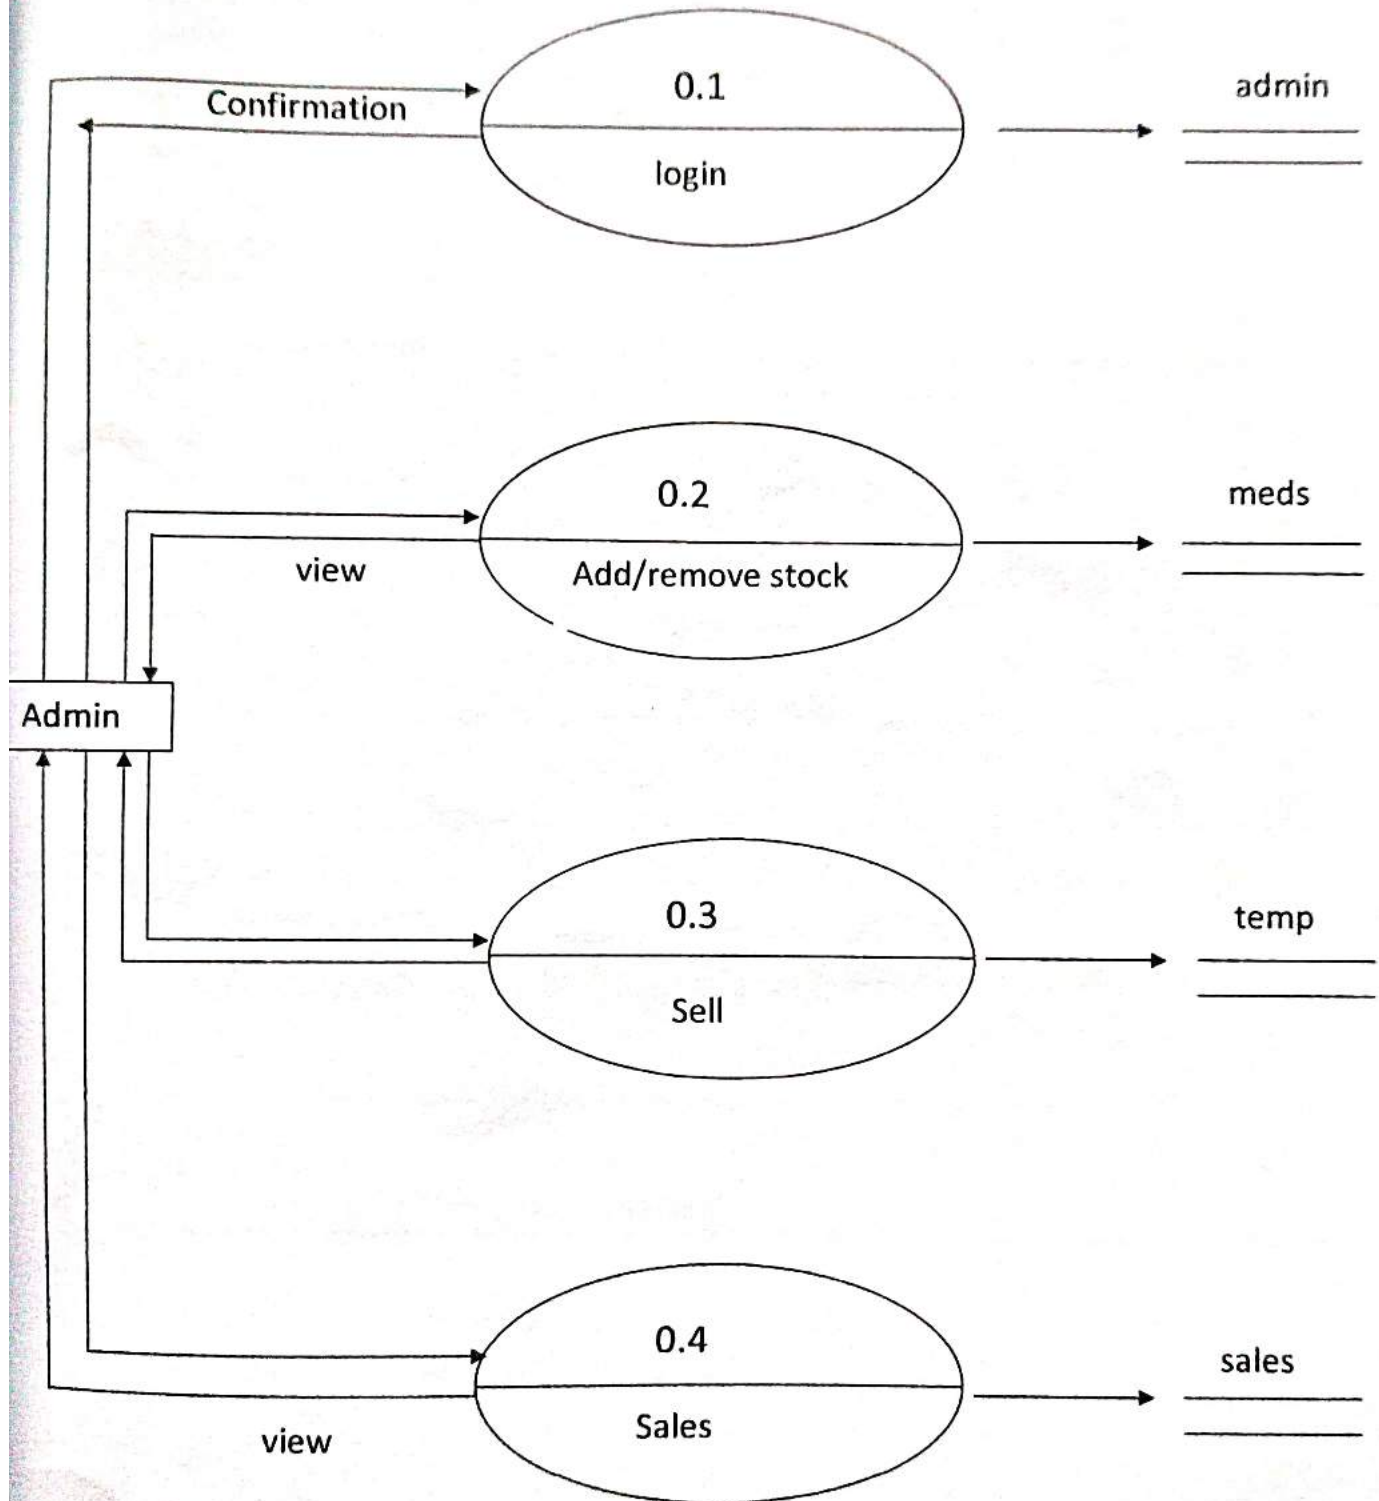 0.1
admin
Confirmation
login
0.2
meds
view
Add/remove stock
Admin
0.3
temp
Sell
0.4
sales
Sales
view